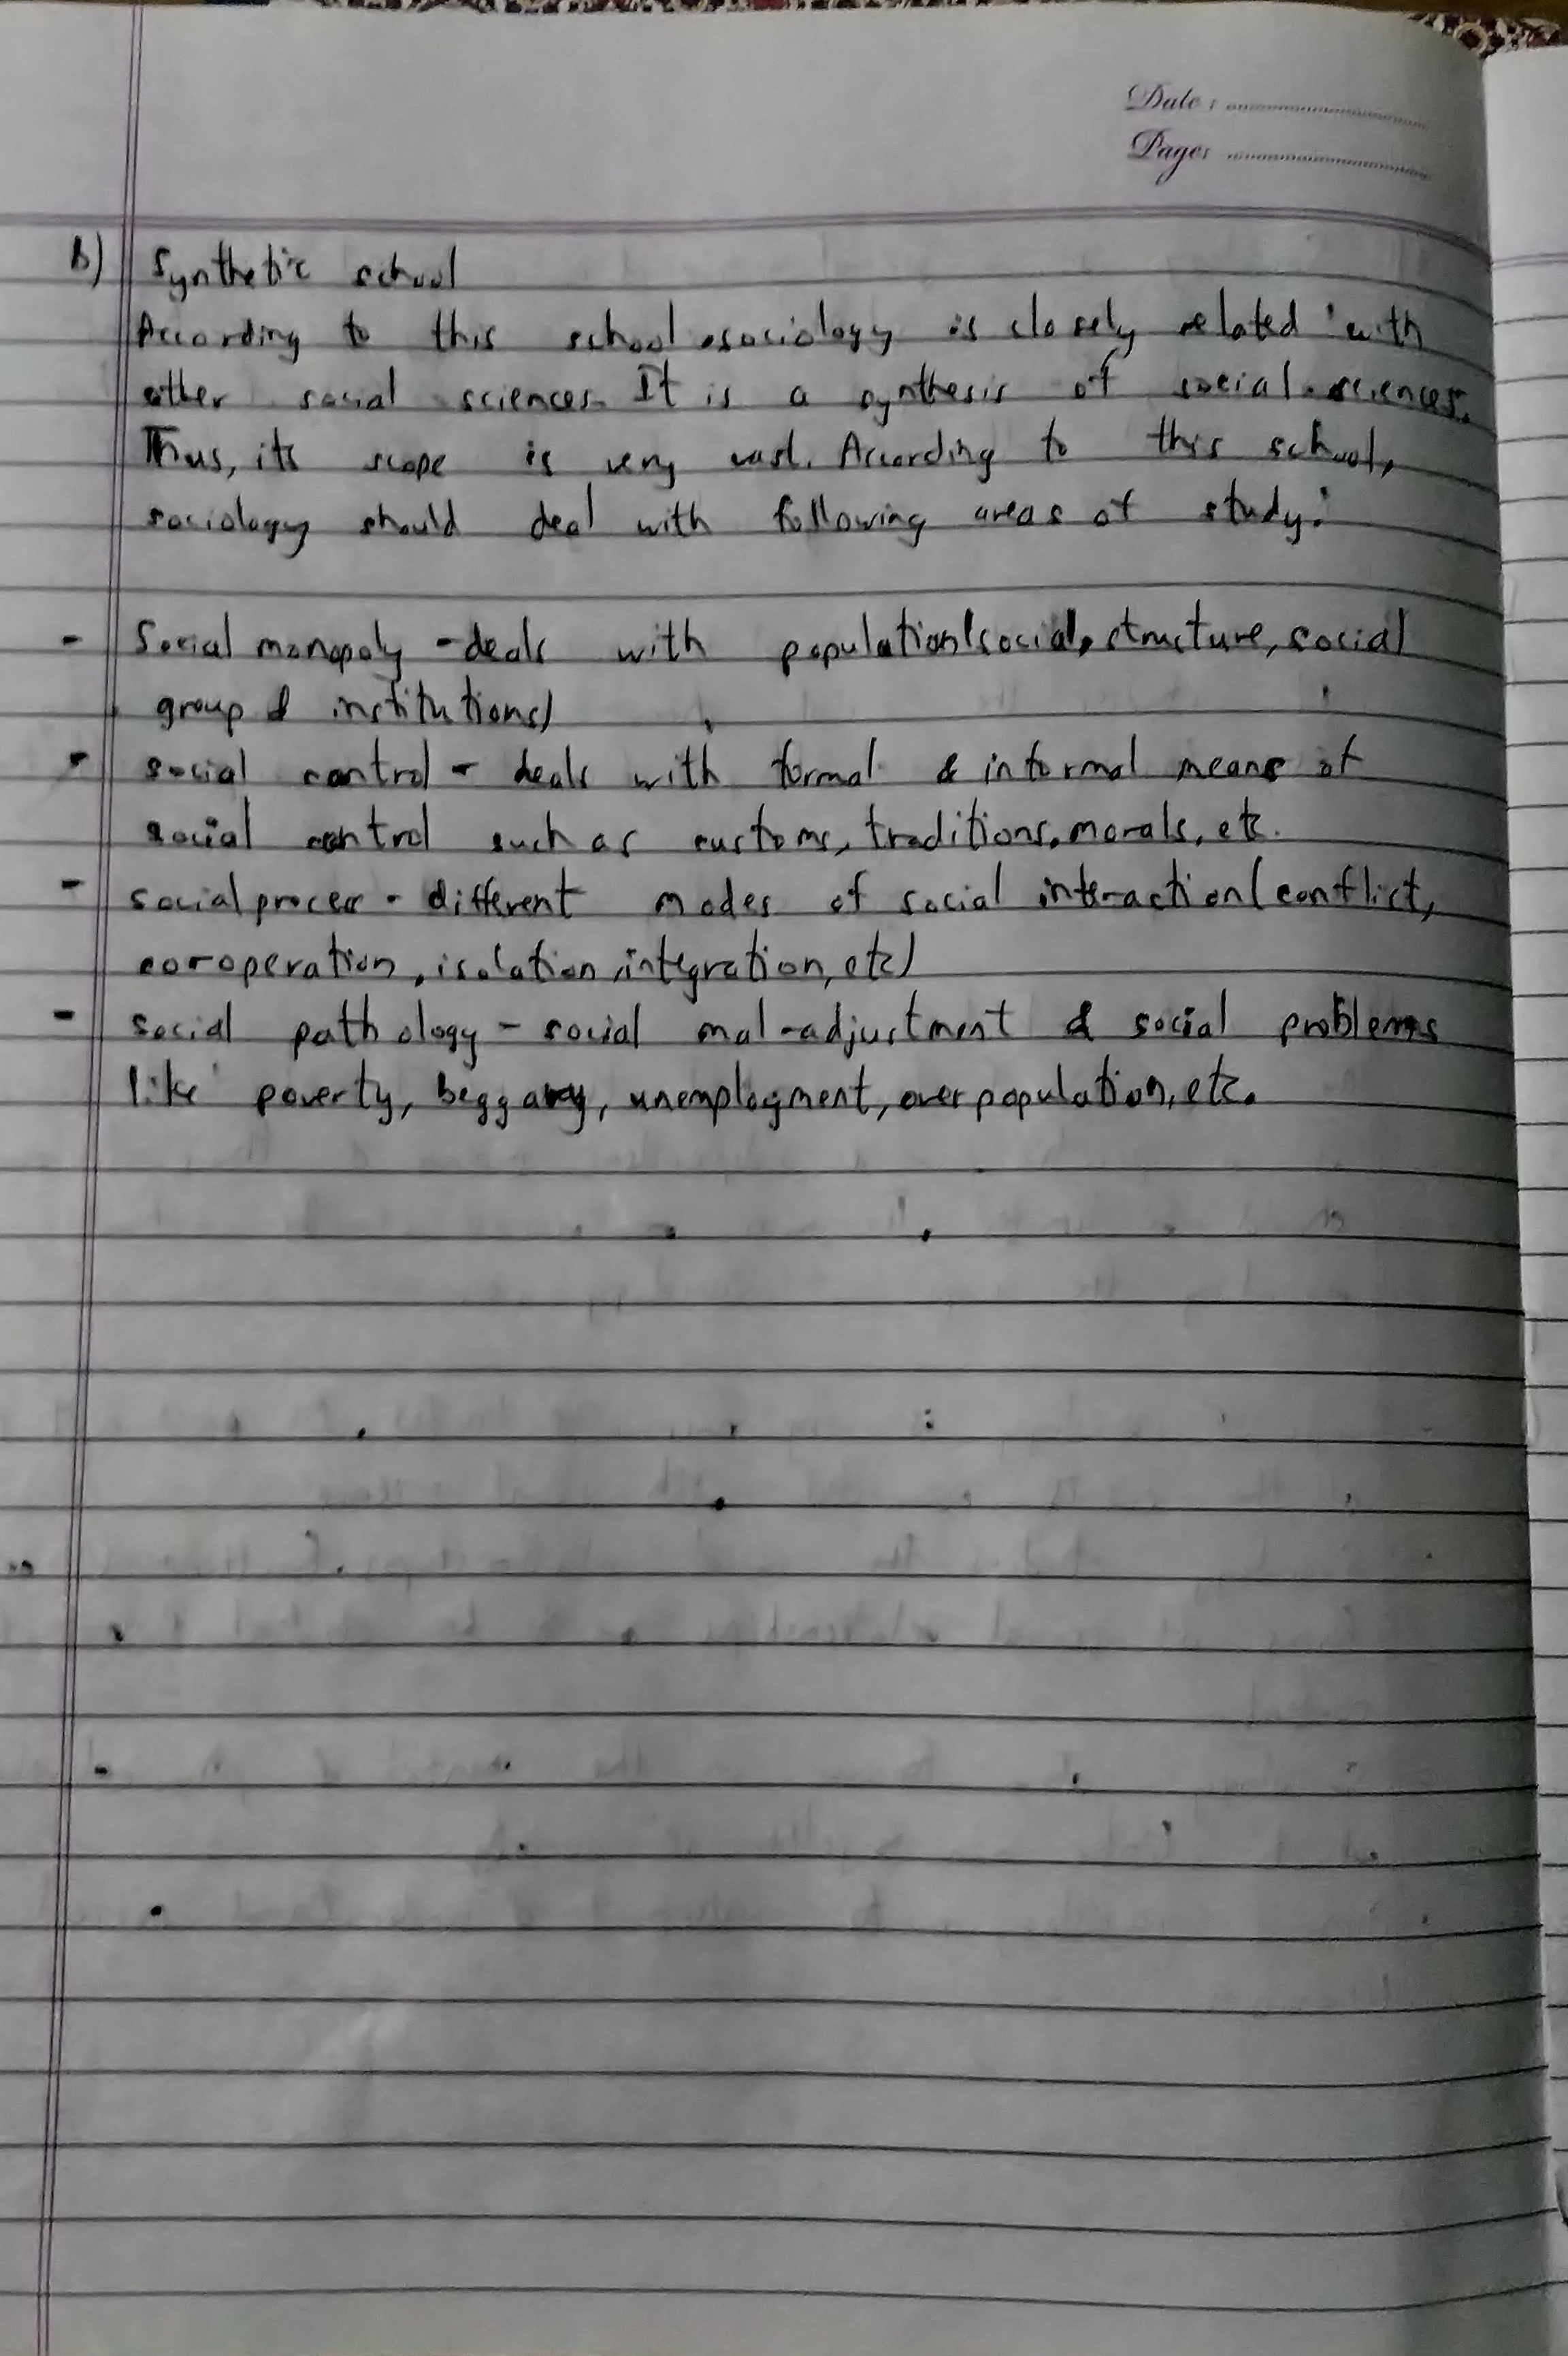 Date :
Page:
b) Synthetic school
According to this school sociology is closely related with
other social sciences. It is a synthesis of social sciences.
Thus, its scope is very vast. According to this school,
sociology should deal with following areas of study:
- Social monopoly - deals with population(social, structure, social
group & institutions)
- social control - deals with formal & informal means of
social control such as customs, traditions, morals, etc.
- social process - different modes of social interaction (conflict,
co-operation, isolation, integration, etc)
- social pathology - social mal-adjustment & social problems
like poverty, beggary, unemployment, over population, etc.